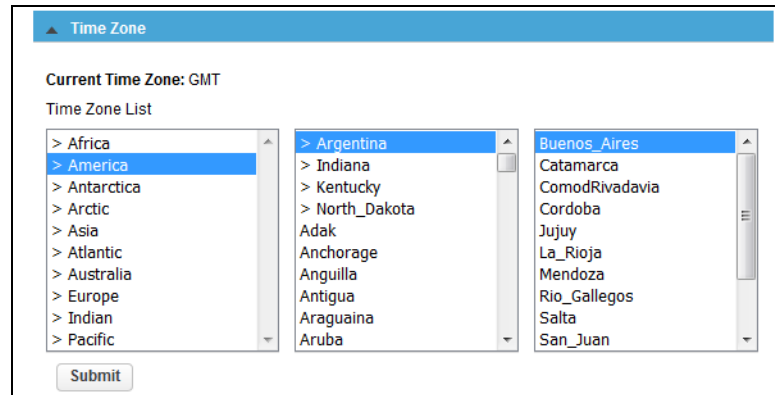 Time Zone
Current Time Zone: GMT
Time Zone List
> Africa
> America
> Antarctica
> Arctic
> Asia
> Atlantic
> Australia
> Europe
> Indian
> Pacific
> Argentina
> Indiana
> Kentucky
> North_Dakota
Adak
Anchorage
Anguilla
Antigua
Araguaina
Aruba
Buenos_Aires
Catamarca
ComodRivadavia
Cordoba
Jujuy
La_Rioja
Mendoza
Rio_Gallegos
Salta
San_Juan
Submit